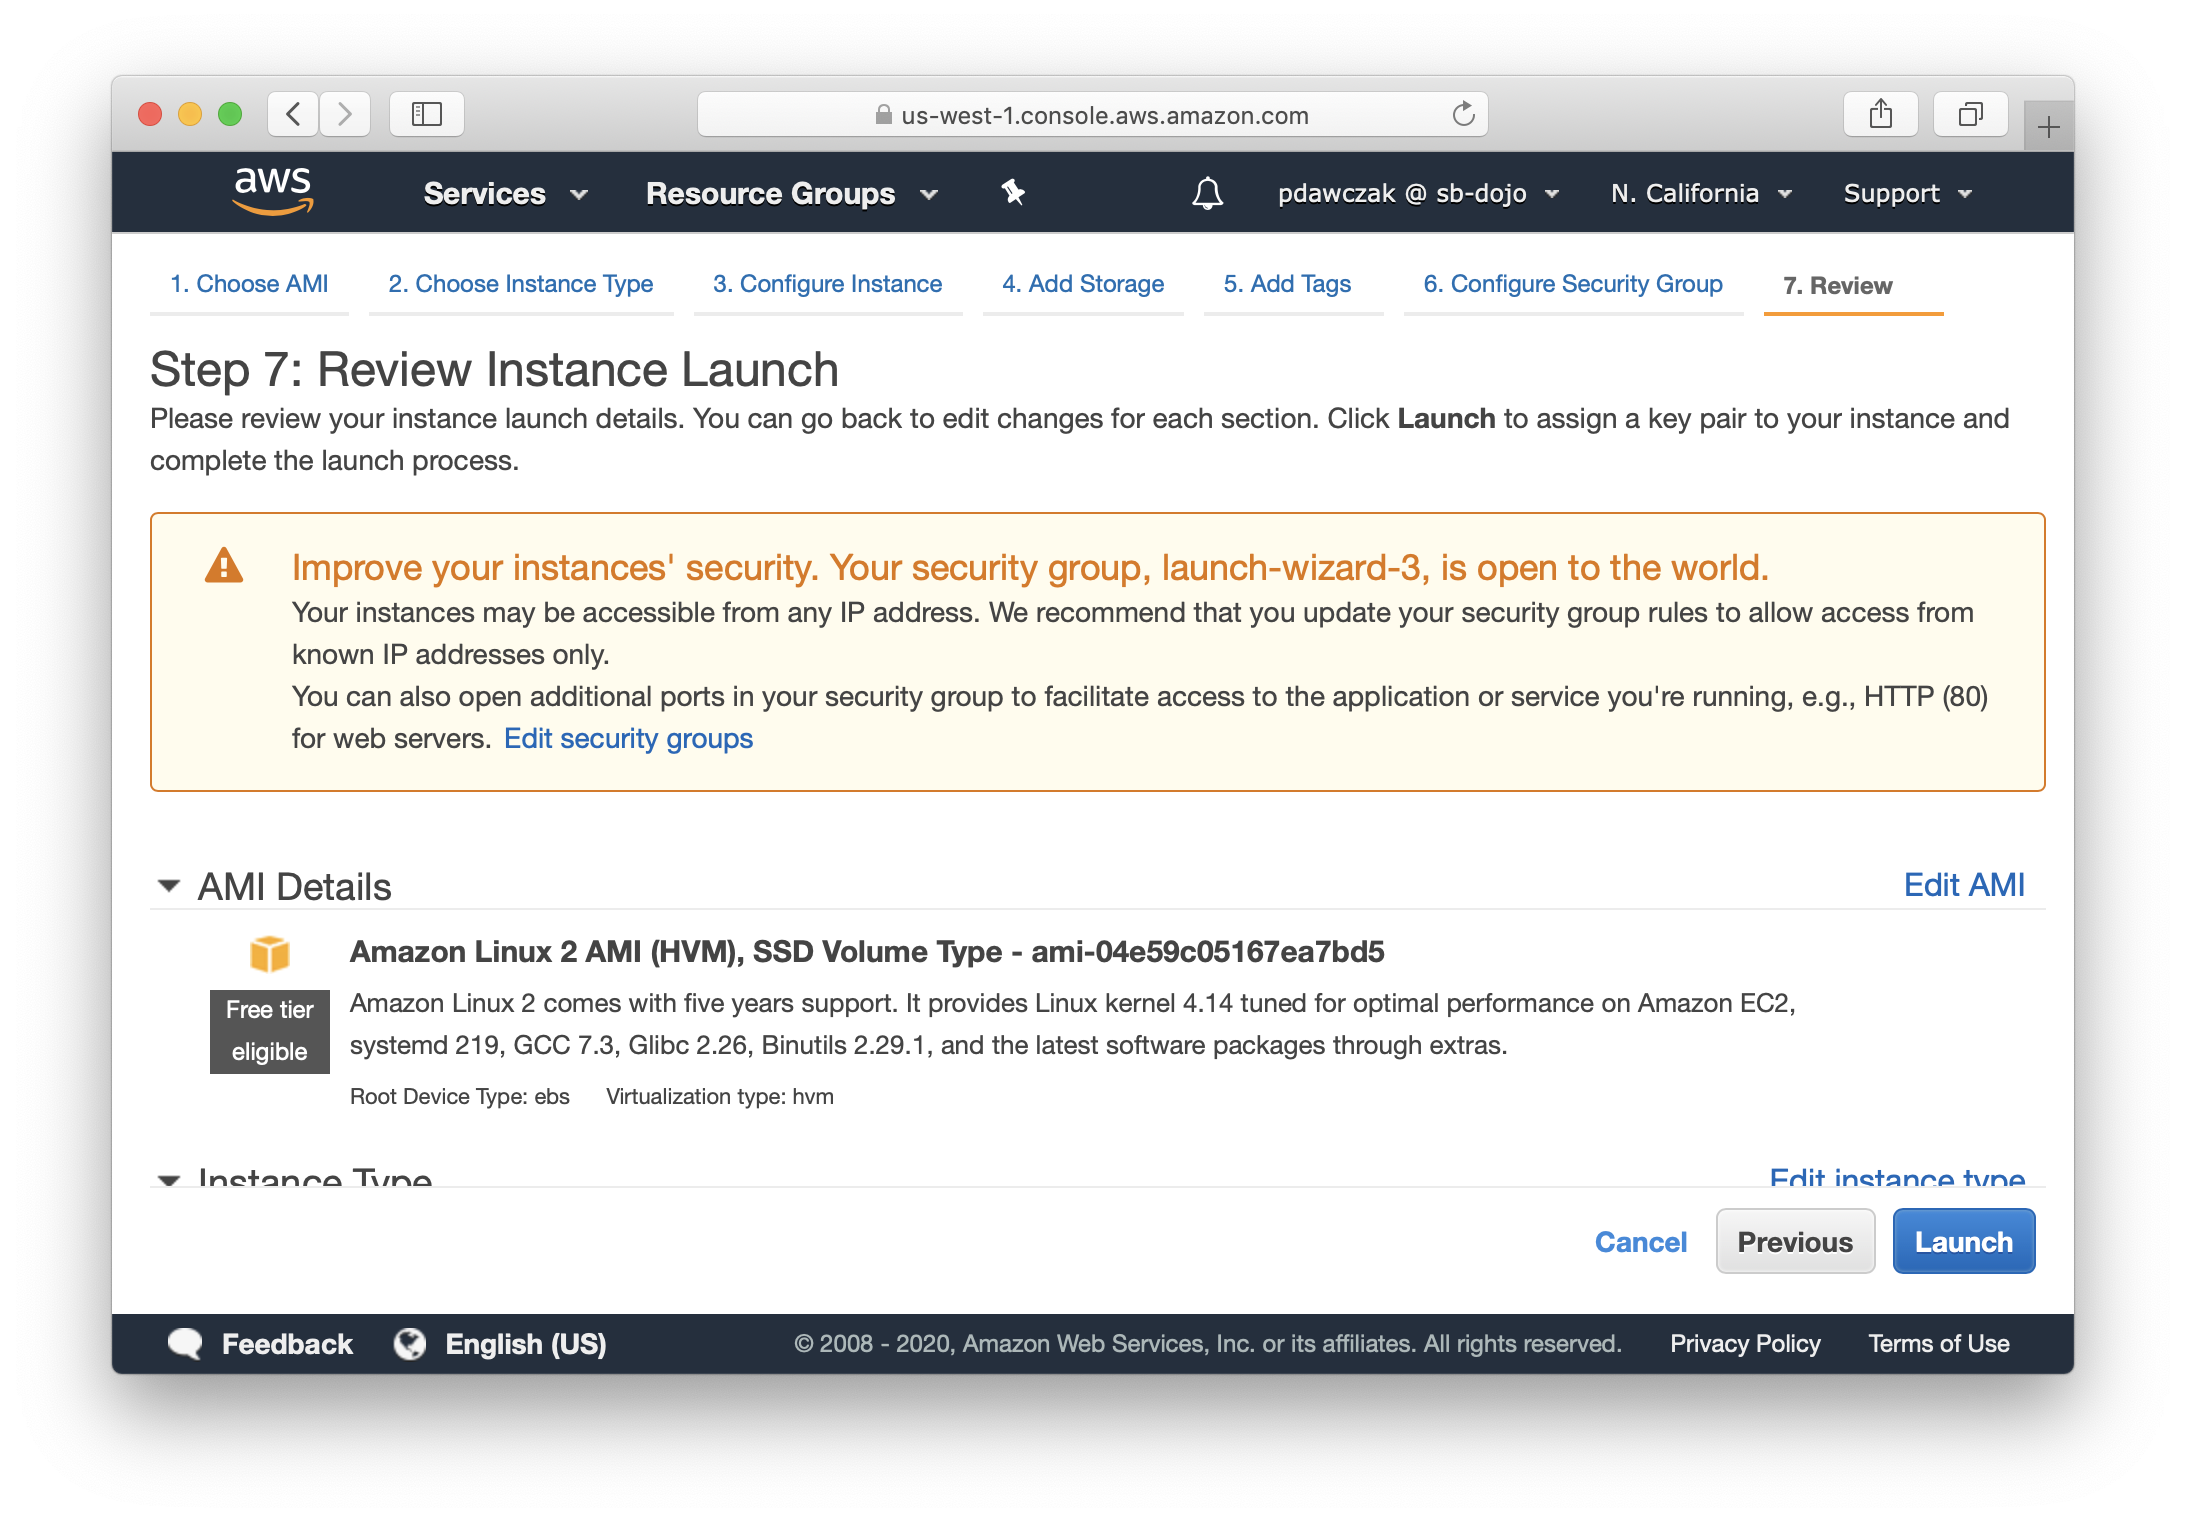 us-west-1.console.aws.amazon.com
aws Services Resource Groups pdawczak @ sb-dojo N. California Support
1. Choose AMI 2. Choose Instance Type 3. Configure Instance 4. Add Storage 5. Add Tags 6. Configure Security Group 7. Review
Step 7: Review Instance Launch
Please review your instance launch details. You can go back to edit changes for each section. Click Launch to assign a key pair to your instance and
complete the launch process.
Improve your instances' security. Your security group, launch-wizard-3, is open to the world.
Your instances may be accessible from any IP address. We recommend that you update your security group rules to allow access from
known IP addresses only.
You can also open additional ports in your security group to facilitate access to the application or service you're running, e.g., HTTP (80)
for web servers. Edit security groups
AMI Details Edit AMI
Amazon Linux 2 AMI (HVM), SSD Volume Type - ami-04e59c05167ea7bd5
Free tier
eligible
Amazon Linux 2 comes with five years support. It provides Linux kernel 4.14 tuned for optimal performance on Amazon EC2,
systemd 219, GCC 7.3, Glibc 2.26, Binutils 2.29.1, and the latest software packages through extras.
Root Device Type: ebs Virtualization type: hvm
Instance Type Edit instance type
Cancel Previous Launch
Feedback English (US) © 2008 - 2020, Amazon Web Services, Inc. or its affiliates. All rights reserved. Privacy Policy Terms of Use